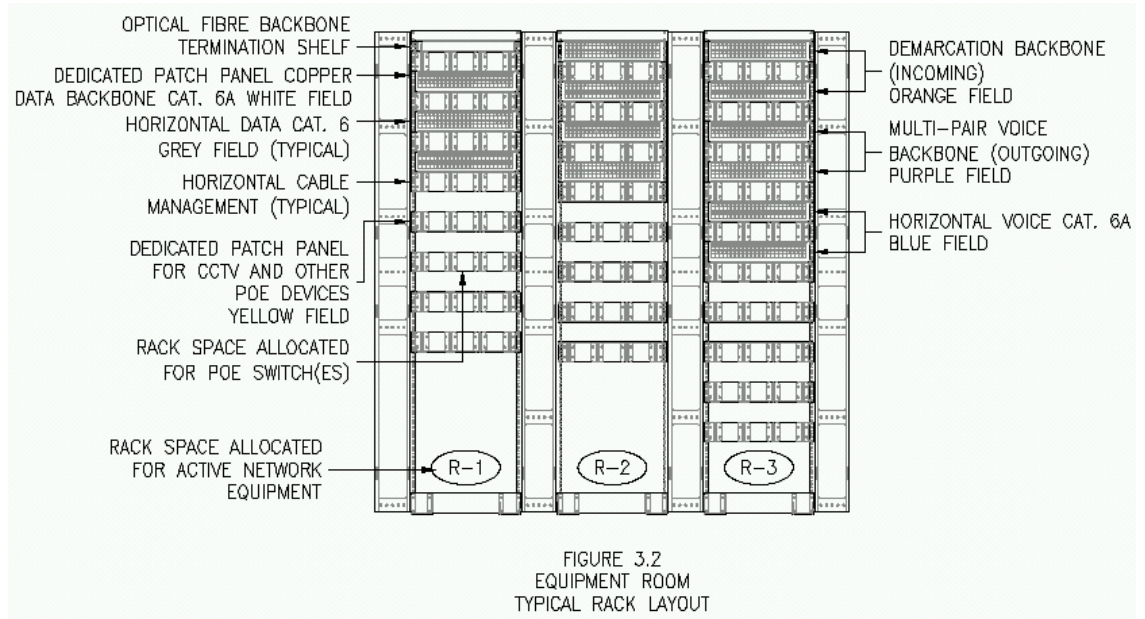 OPTICAL FIBRE BACKBONE
TERMINATION SHELF
DEDICATED PATCH PANEL COPPER
DATA BACKBONE CAT. 6A WHITE FIELD
HORIZONTAL DATA CAT. 6
GREY FIELD (TYPICAL)
HORIZONTAL CABLE
MANAGEMENT (TYPICAL)
DEDICATED PATCH PANEL
FOR CCTV AND OTHER
POE DEVICES
YELLOW FIELD
RACK SPACE ALLOCATED
FOR POE SWITCH(ES)
RACK SPACE ALLOCATED
FOR ACTIVE NETWORK
EQUIPMENT
R-1
R-2
R-3
DEMARCATION BACKBONE
(INCOMING)
ORANGE FIELD
MULTI-PAIR VOICE
BACKBONE (OUTGOING)
PURPLE FIELD
HORIZONTAL VOICE CAT. 6A
BLUE FIELD
FIGURE 3.2
EQUIPMENT ROOM
TYPICAL RACK LAYOUT